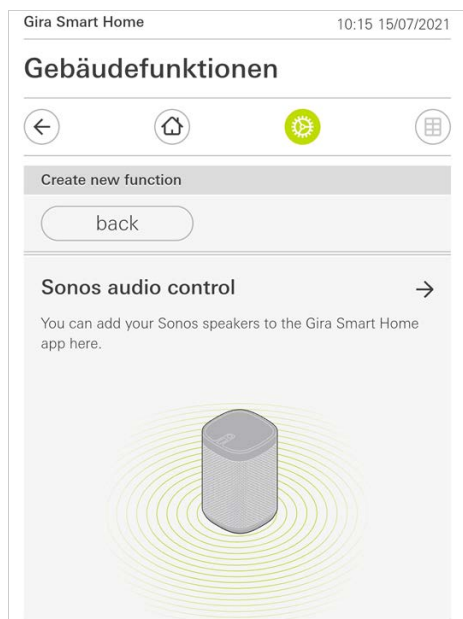 Gira Smart Home 10:15 15/07/2021
Gebäudefunktionen
Create new function
back
Sonos audio control
You can add your Sonos speakers to the Gira Smart Home
app here.